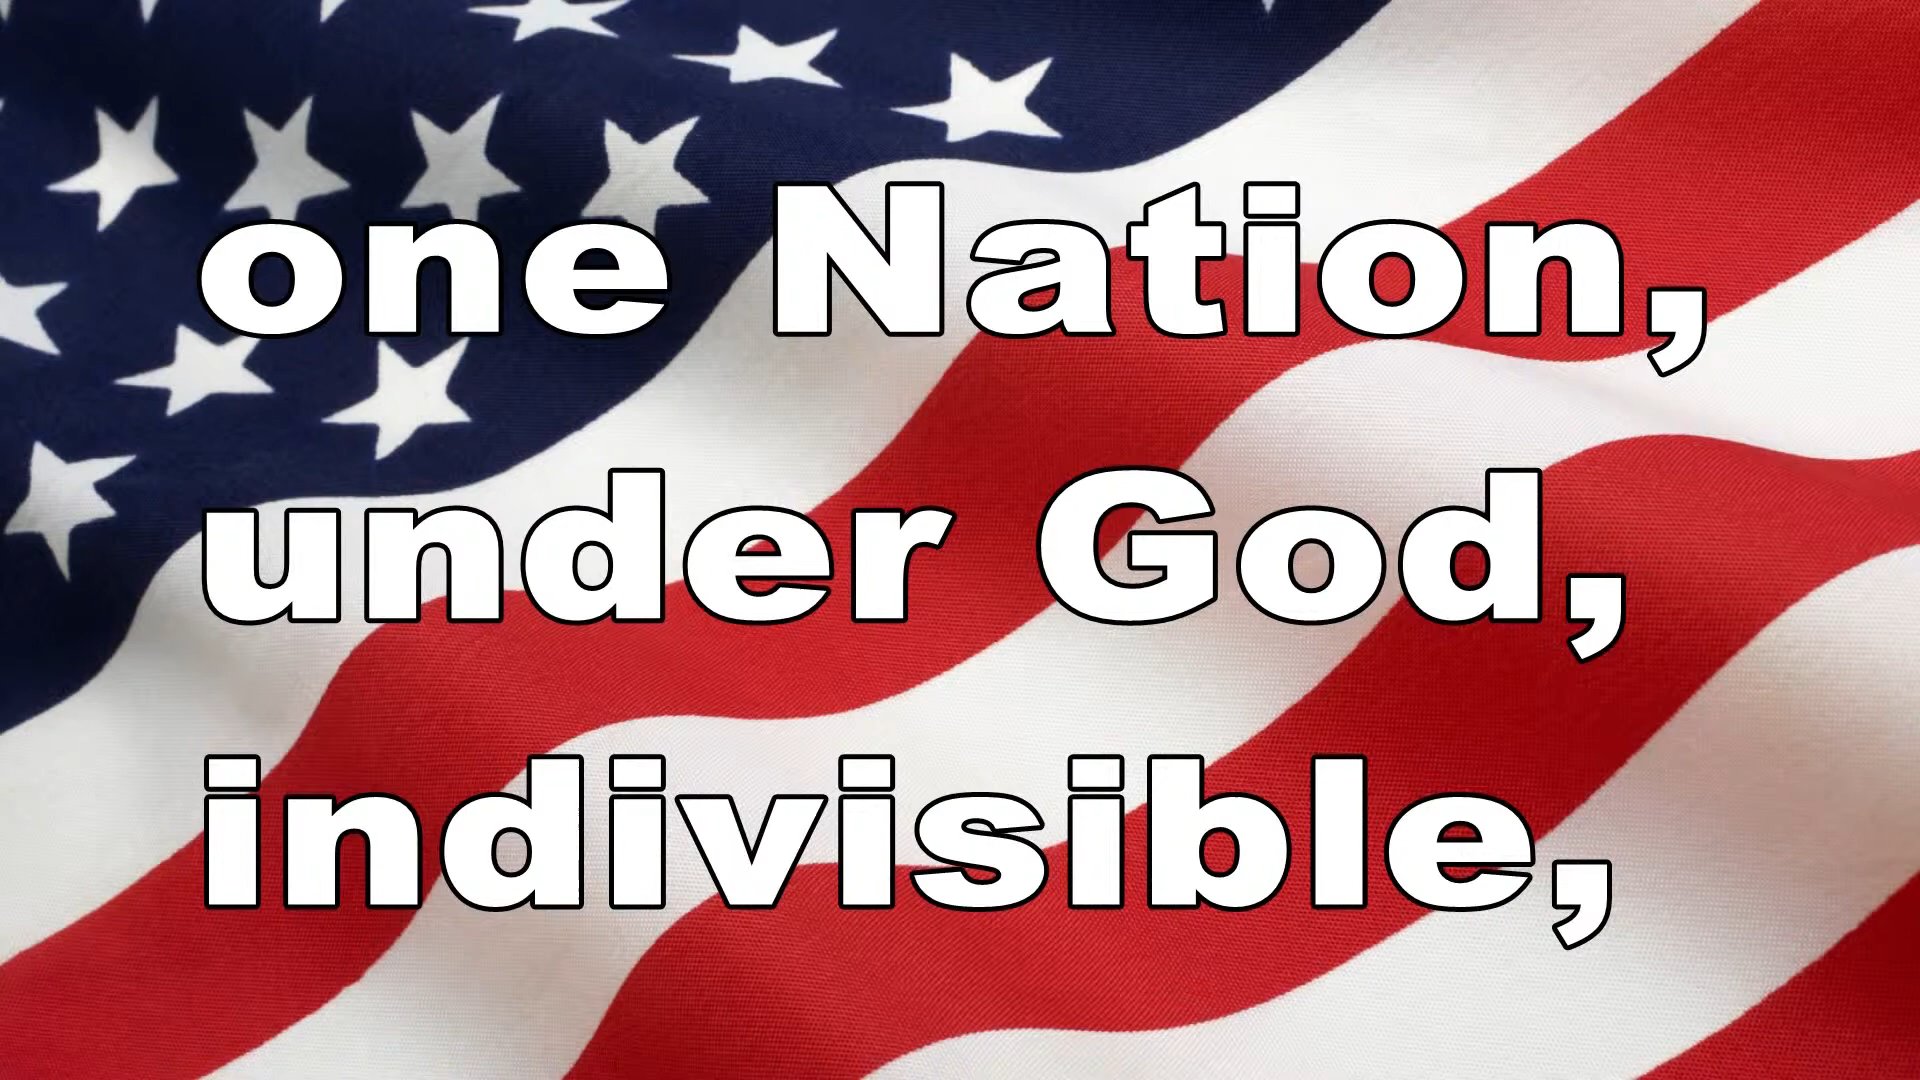 one Nation,
under God,
indivisible,